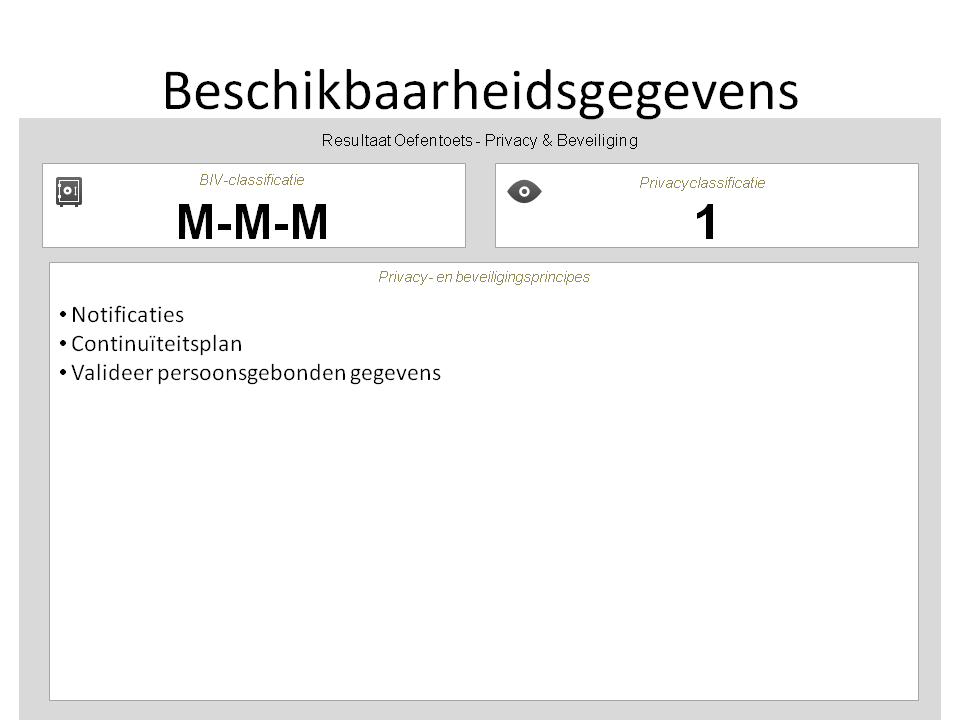 Beschikbaarheidsgegevens
Resultaat Oefentoets - Privacy & Beveiliging
BIV-classificatie
M-M-M
Privacyclassificatie
1
Privacy- en beveiligingsprincipes
• Notificaties
• Continuïteitsplan
• Valideer persoonsgebonden gegevens